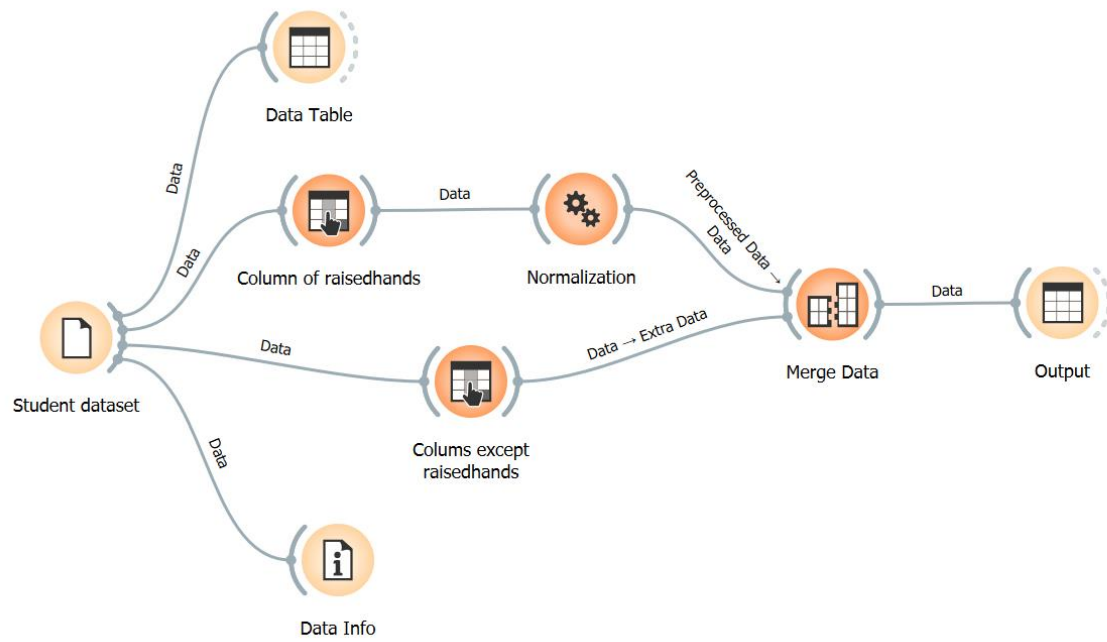 Data Table
Data
Data
Column of raisedhands
Data
Normalization
Preprocessed Data →
Data
Student dataset
Data
Colums except
raisedhands
Data → Extra Data
Merge Data
Data
Output
Data
Data Info